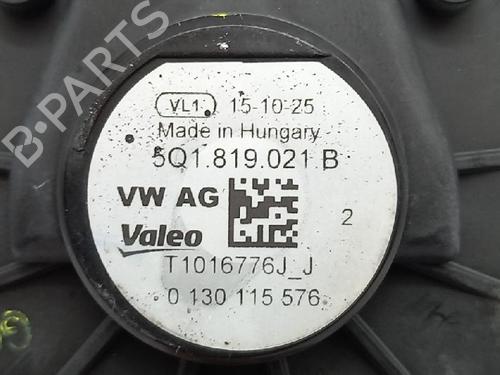 VL1 15-10-25
Made in Hungary
5Q1.819.021 B
VW AG
2
Valeo
T1016776J_J
0 130 115 576
B-PARTS